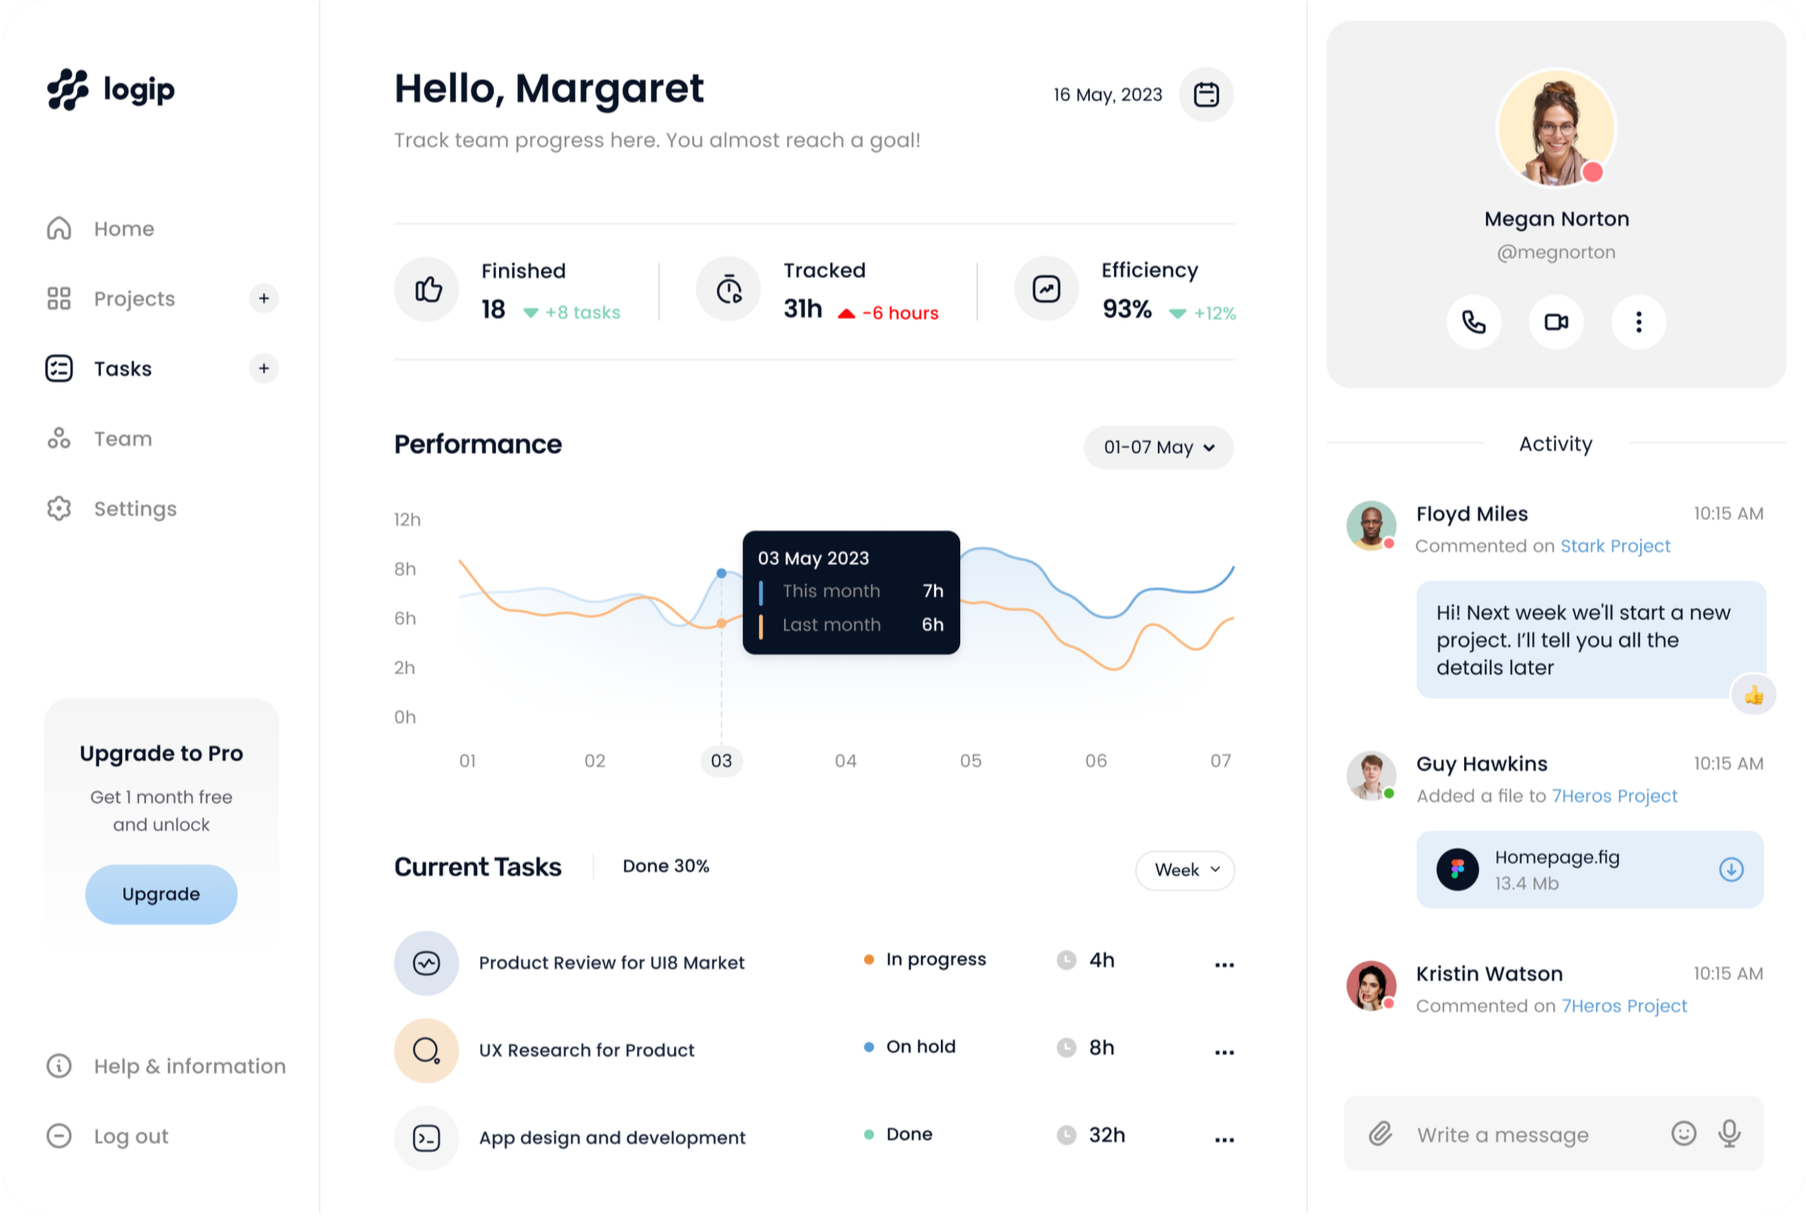 logip
Home
Projects +
Tasks +
Team
Settings
Upgrade to Pro
Get 1 month free
and unlock
Upgrade
Help & information
Log out
Hello, Margaret
16 May, 2023
Track team progress here. You almost reach a goal!
Finished
18 +8 tasks
Tracked
31h -6 hours
Efficiency
93% +12%
Performance
01-07 May
12h
8h
6h
2h
0h
03 May 2023
This month 7h
Last month 6h
01 02 03 04 05 06 07
Current Tasks
Done 30%
Week
Product Review for UI8 Market In progress 4h ...
UX Research for Product On hold 8h ...
App design and development Done 32h ...
Megan Norton
@megnorton
Activity
Floyd Miles 10:15 AM
Commented on Stark Project
Hi! Next week we'll start a new
project. I'll tell you all the
details later
Guy Hawkins 10:15 AM
Added a file to 7Heros Project
Homepage.fig
13.4 Mb
Kristin Watson 10:15 AM
Commented on 7Heros Project
Write a message